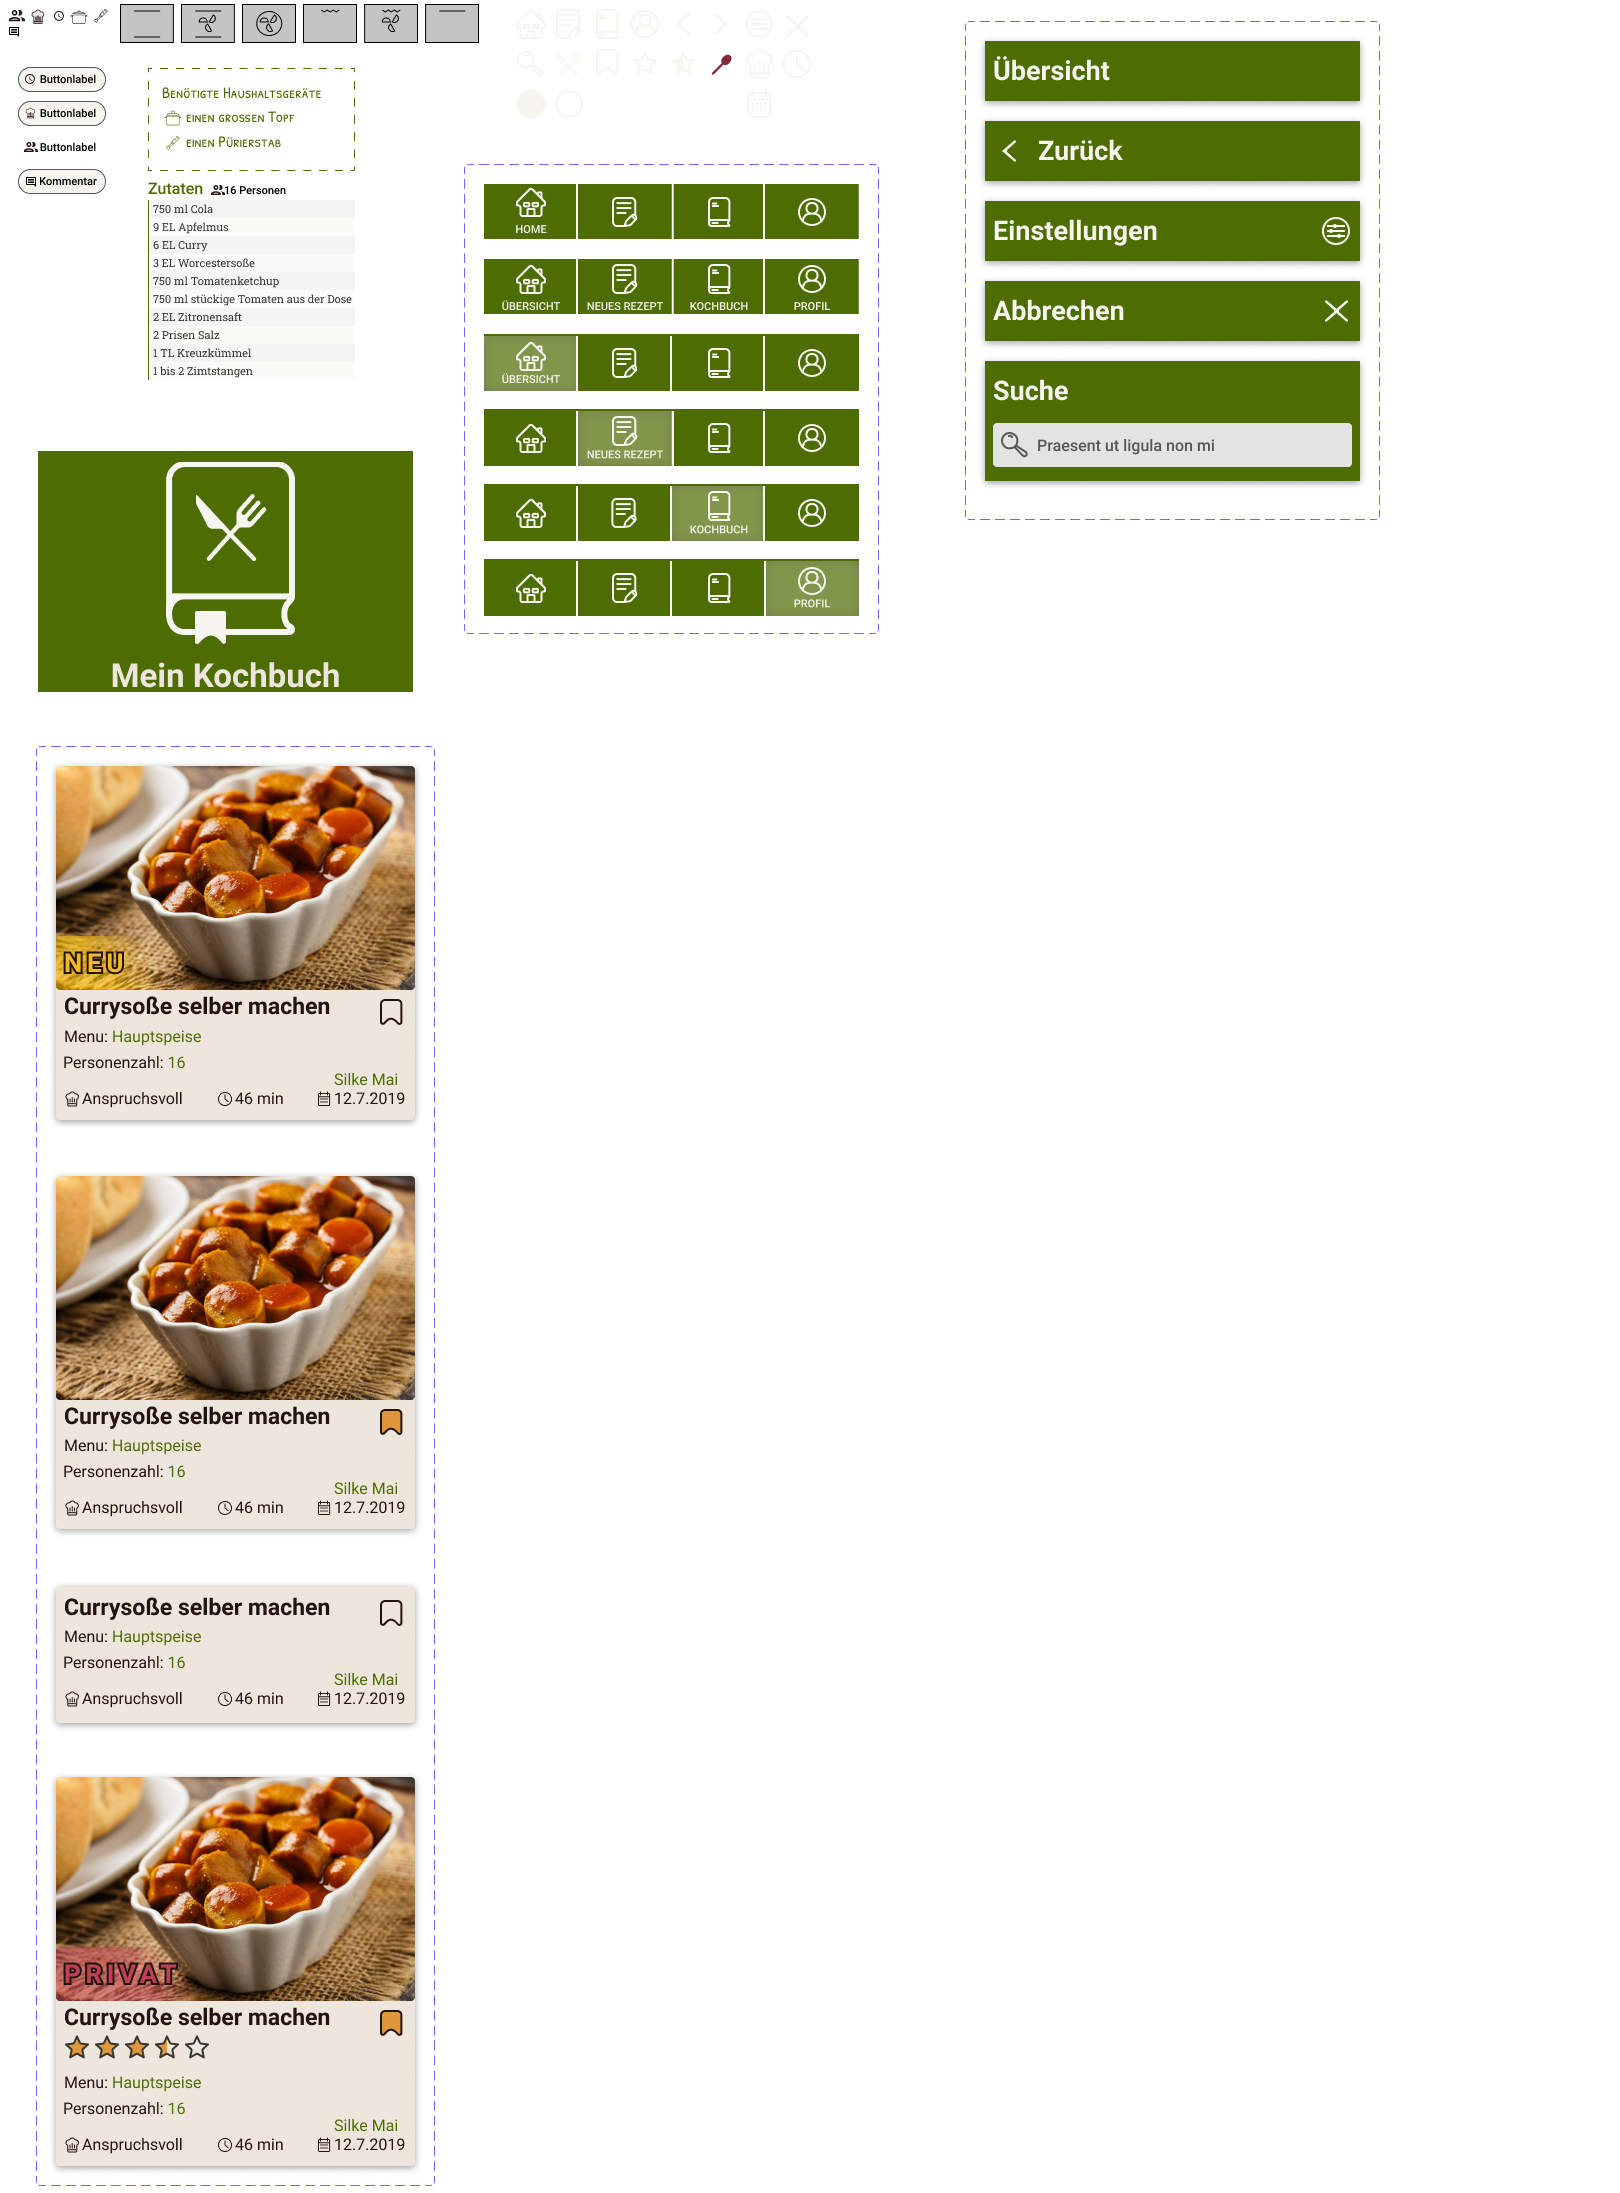 Buttonlabel
Buttonlabel
Buttonlabel
Kommentar
Benötigte Haushaltsgeräte
einen grossen Topf
einen Pürierstab
Zutaten 16 Personen
750 ml Cola
9 EL Apfelmus
6 EL Curry
3 EL Worcestersoße
750 ml Tomatenketchup
750 ml stückige Tomaten aus der Dose
2 EL Zitronensaft
2 Prisen Salz
1 TL Kreuzkümmel
1 bis 2 Zimtstangen
Mein Kochbuch
HOME
ÜBERSICHT NEUES REZEPT KOCHBUCH PROFIL
ÜBERSICHT
NEUES REZEPT
KOCHBUCH
PROFIL
Übersicht
Zurück
Einstellungen
Abbrechen
Suche
Praesent ut ligula non mi
NEU
Currysoße selber machen
Menu: Hauptspeise
Personenzahl: 16
Silke Mai
Anspruchsvoll 46 min 12.7.2019
Currysoße selber machen
Menu: Hauptspeise
Personenzahl: 16
Silke Mai
Anspruchsvoll 46 min 12.7.2019
Currysoße selber machen
Menu: Hauptspeise
Personenzahl: 16
Silke Mai
Anspruchsvoll 46 min 12.7.2019
PRIVAT
Currysoße selber machen
Menu: Hauptspeise
Personenzahl: 16
Silke Mai
Anspruchsvoll 46 min 12.7.2019